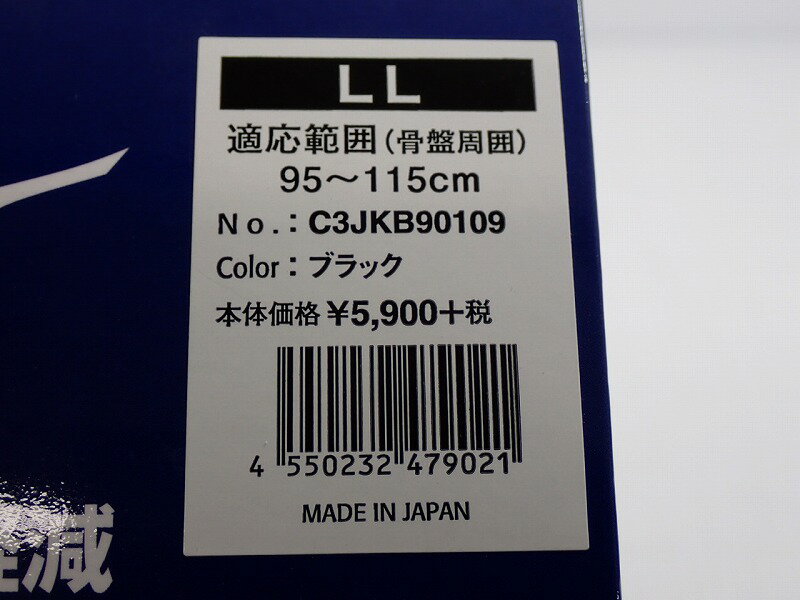 LL
適応範囲(骨盤周囲)
95～115cm
No.：C3JKB90109
Color：ブラック
本体価格 ¥5,900+税
4 550232 479021
MADE IN JAPAN
減